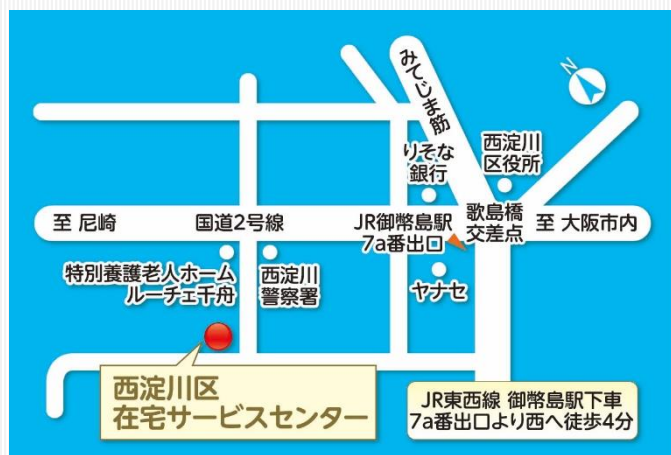 みてじま筋
N
りそな
銀行
西淀川
区役所
至 尼崎
国道2号線
JR御幣島駅
7a番出口
歌島橋
交差点
至 大阪市内
特別養護老人ホーム
ルーチェ千舟
西淀川
警察署
ヤナセ
西淀川区
在宅サービスセンター
JR東西線 御幣島駅下車
7a番出口より西へ徒歩4分